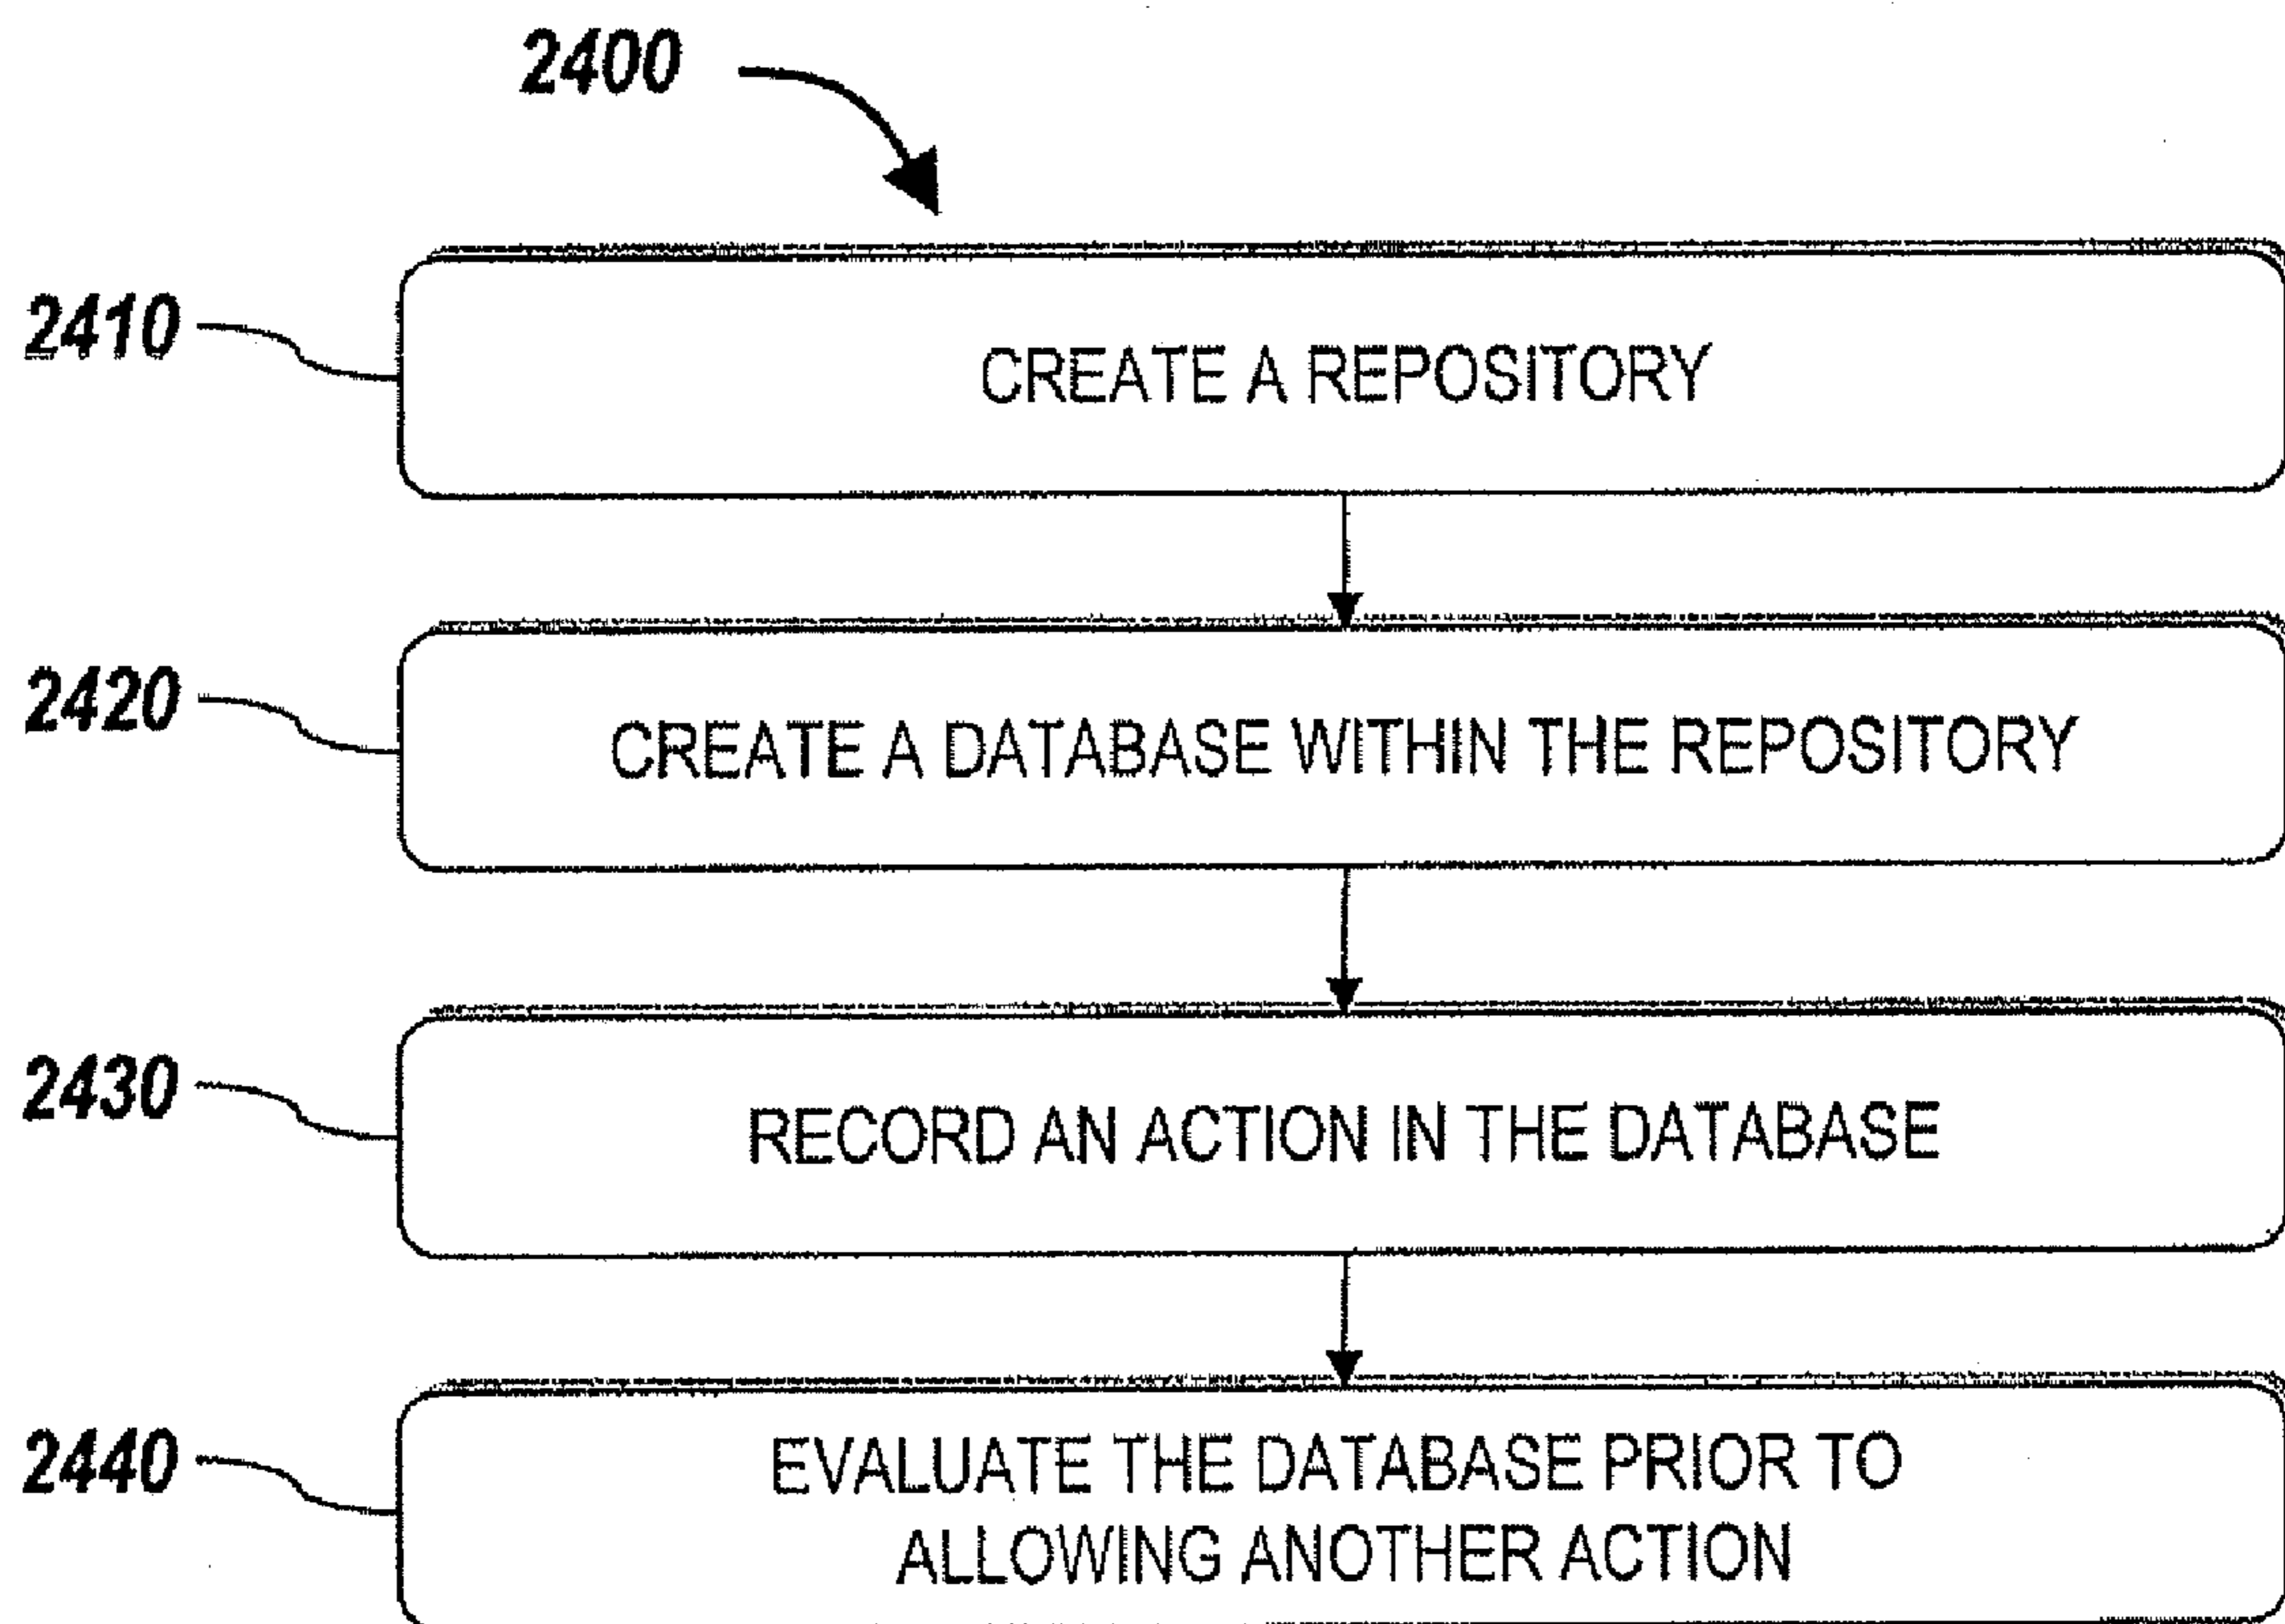 2400
2410
CREATE A REPOSITORY
2420
CREATE A DATABASE WITHIN THE REPOSITORY
2430
RECORD AN ACTION IN THE DATABASE
2440
EVALUATE THE DATABASE PRIOR TO
ALLOWING ANOTHER ACTION